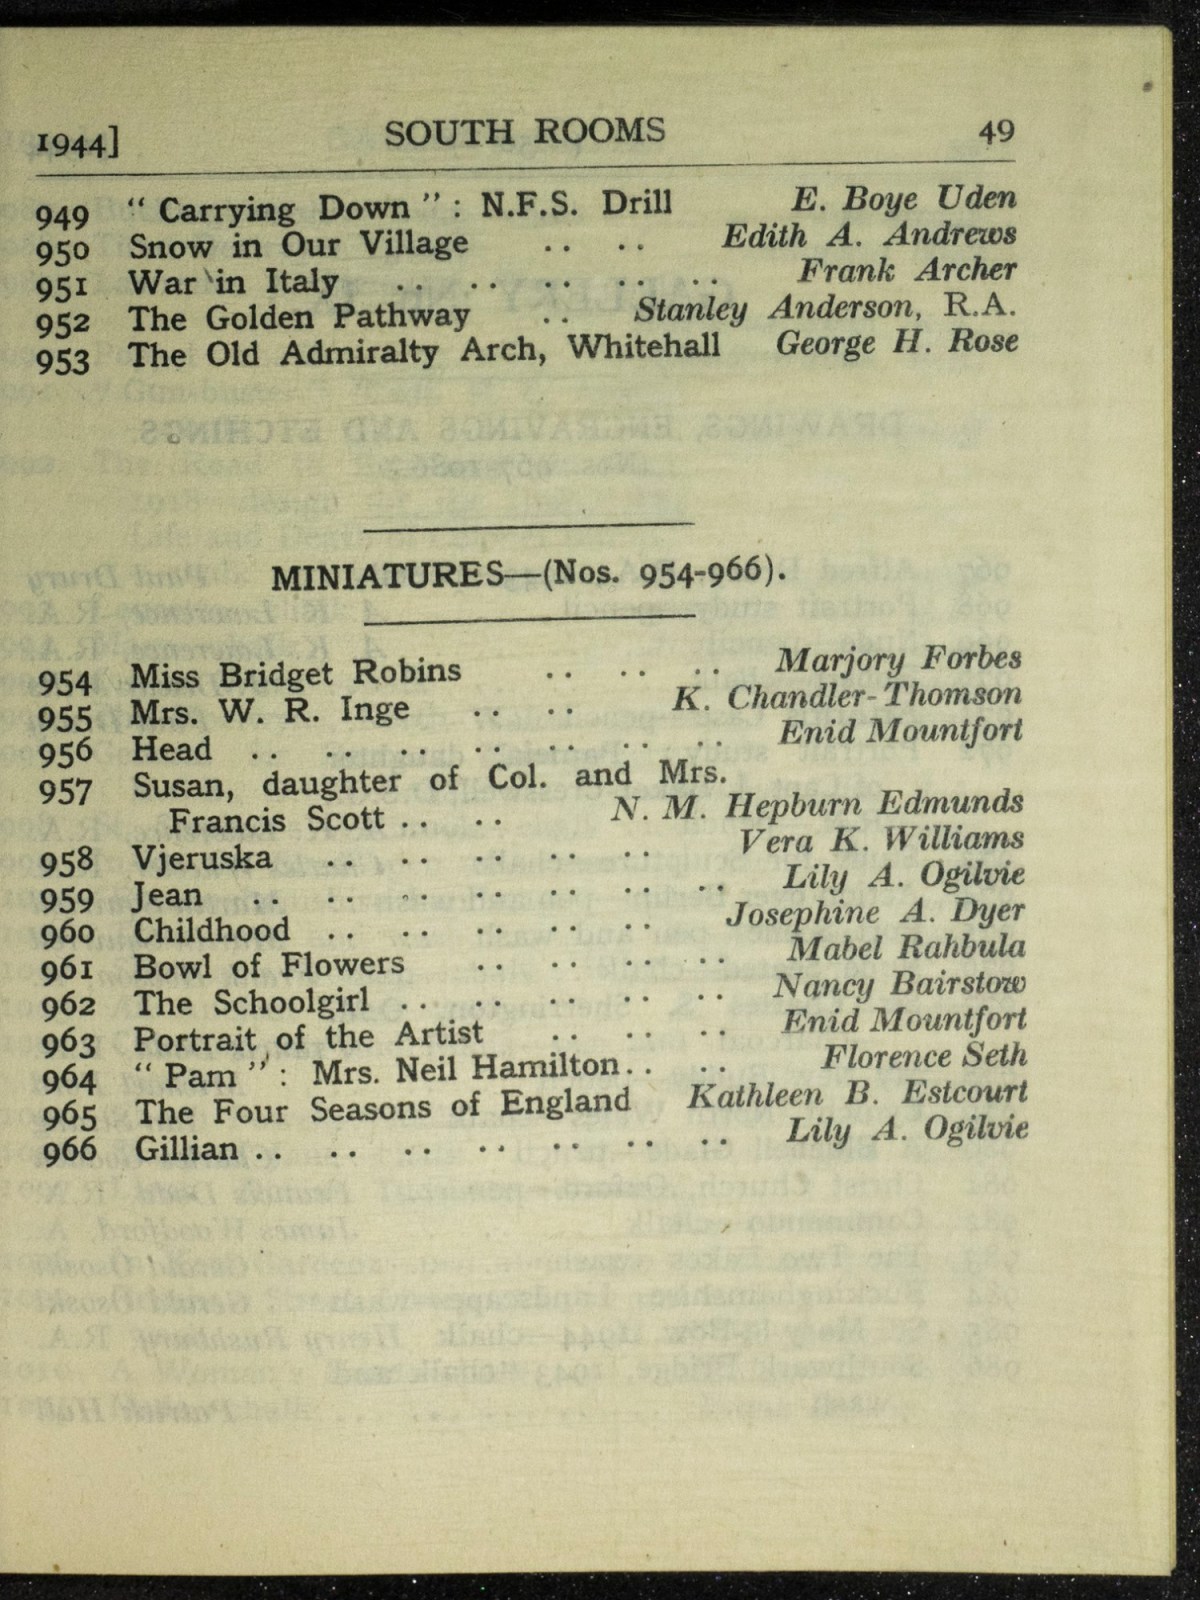 1944] SOUTH ROOMS 49
949 “ Carrying Down ” : N.F.S. Drill E. Boye Uden
950 Snow in Our Village .. .. Edith A. Andrews
951 War in Italy .. .. .. .. .. Frank Archer
952 The Golden Pathway .. Stanley Anderson, R.A.
953 The Old Admiralty Arch, Whitehall George H. Rose
MINIATURES—(Nos. 954-966).
954 Miss Bridget Robins .. .. .. Marjory Forbes
955 Mrs. W. R. Inge .. .. K. Chandler-Thomson
956 Head .. .. .. .. .. .. .. Enid Mountfort
957 Susan, daughter of Col. and Mrs.
Francis Scott .. .. N. M. Hepburn Edmunds
958 Vjeruska .. .. .. .. .. Vera K. Williams
959 Jean .. .. .. .. .. .. .. Lily A. Ogilvie
960 Childhood .. .. .. .. .. Josephine A. Dyer
961 Bowl of Flowers .. .. .. .. Mabel Rahbula
962 The Schoolgirl .. .. .. .. .. Nancy Bairstow
963 Portrait of the Artist .. .. .. Enid Mountfort
964 “ Pam ” : Mrs. Neil Hamilton .. .. Florence Seth
965 The Four Seasons of England Kathleen B. Estcourt
966 Gillian .. .. .. .. .. .. .. Lily A. Ogilvie